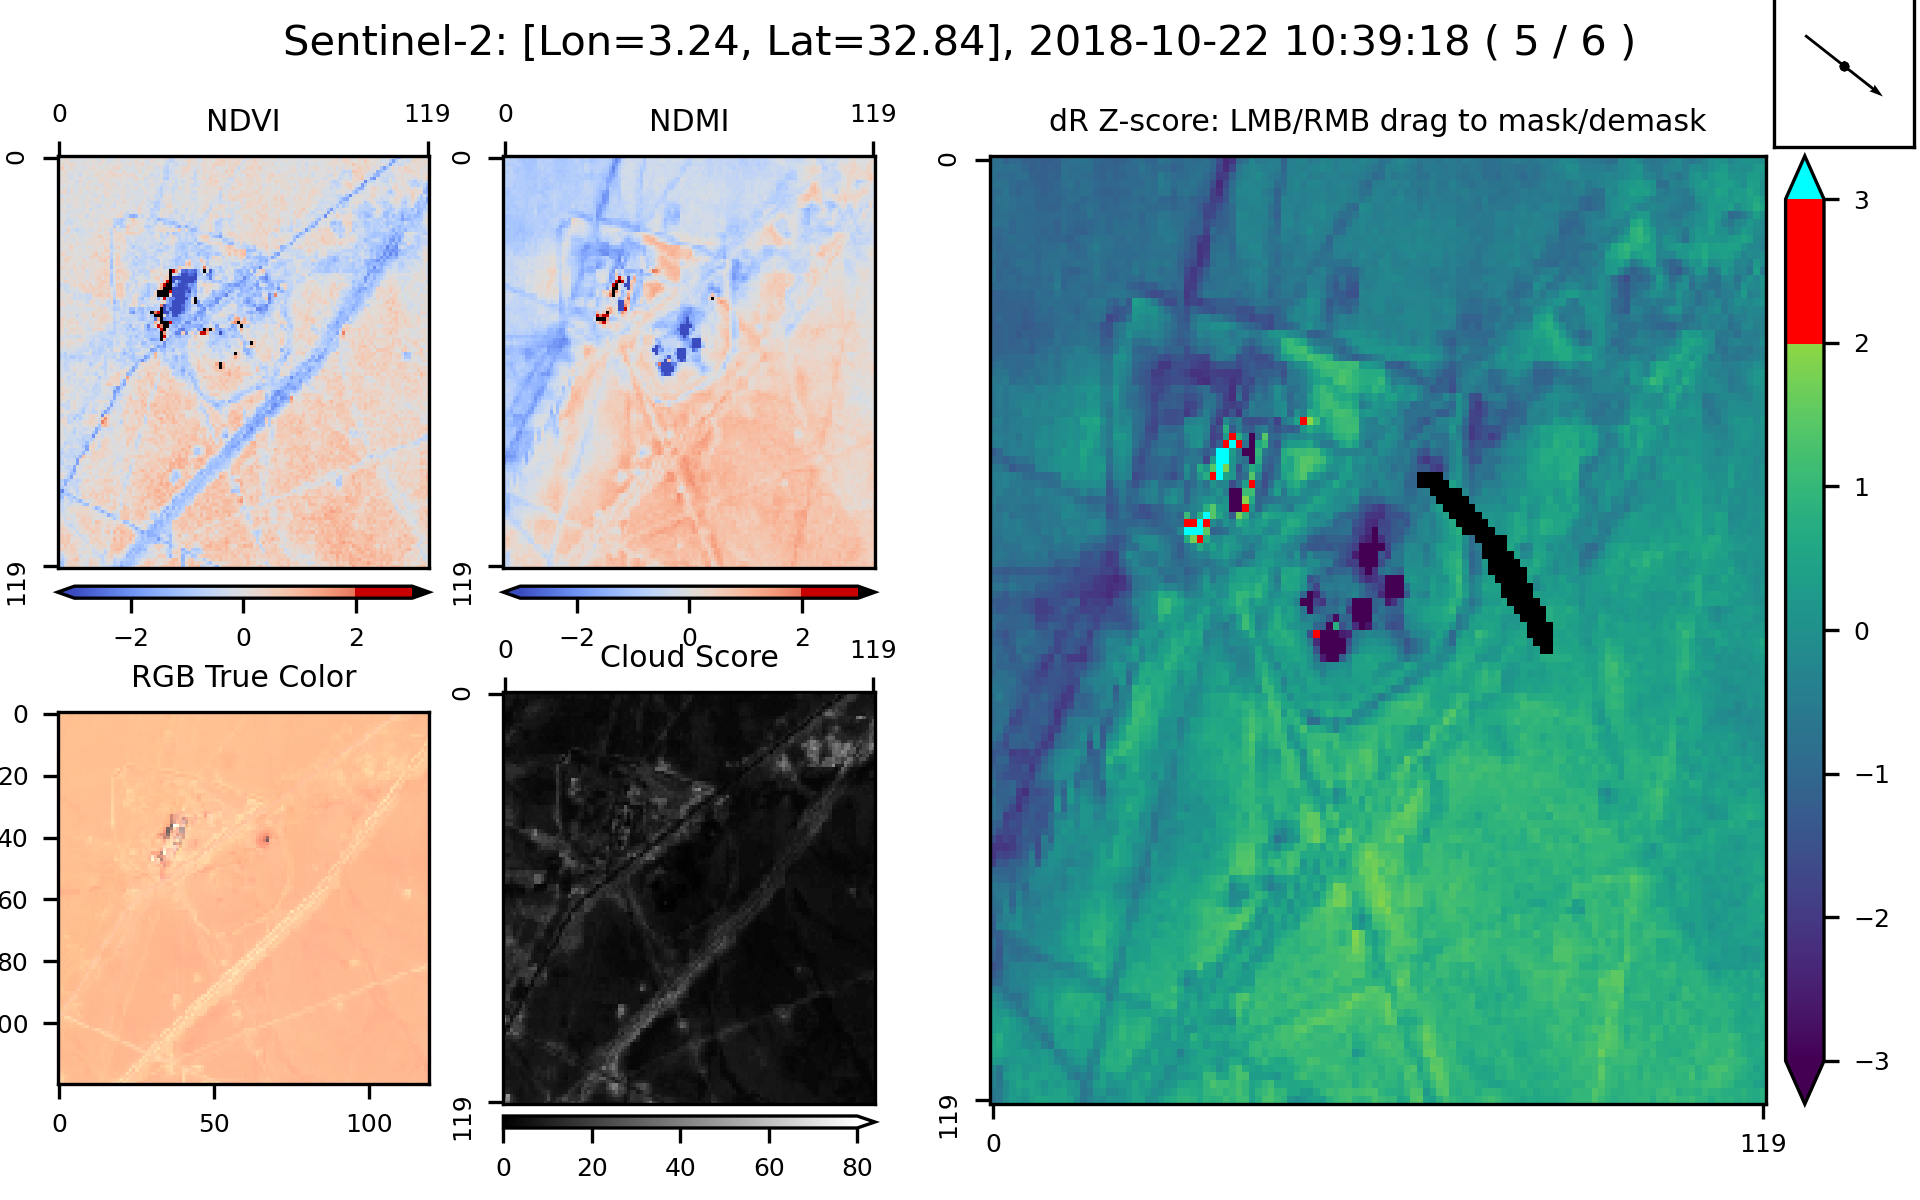 Sentinel-2: [Lon=3.24, Lat=32.84], 2018-10-22 10:39:18 ( 5 / 6 )
0 NDVI 119
0 NDMI 119
dR Z-score: LMB/RMB drag to mask/demask
0
0
0
3
2
1
0
−1
−2
−3
119
119
119
−2 0 2
−2 0 2
0 119
0 119
RGB True Color
Cloud Score
0
20
40
60
80
00
0 50 100
0
119
0 20 40 60 80